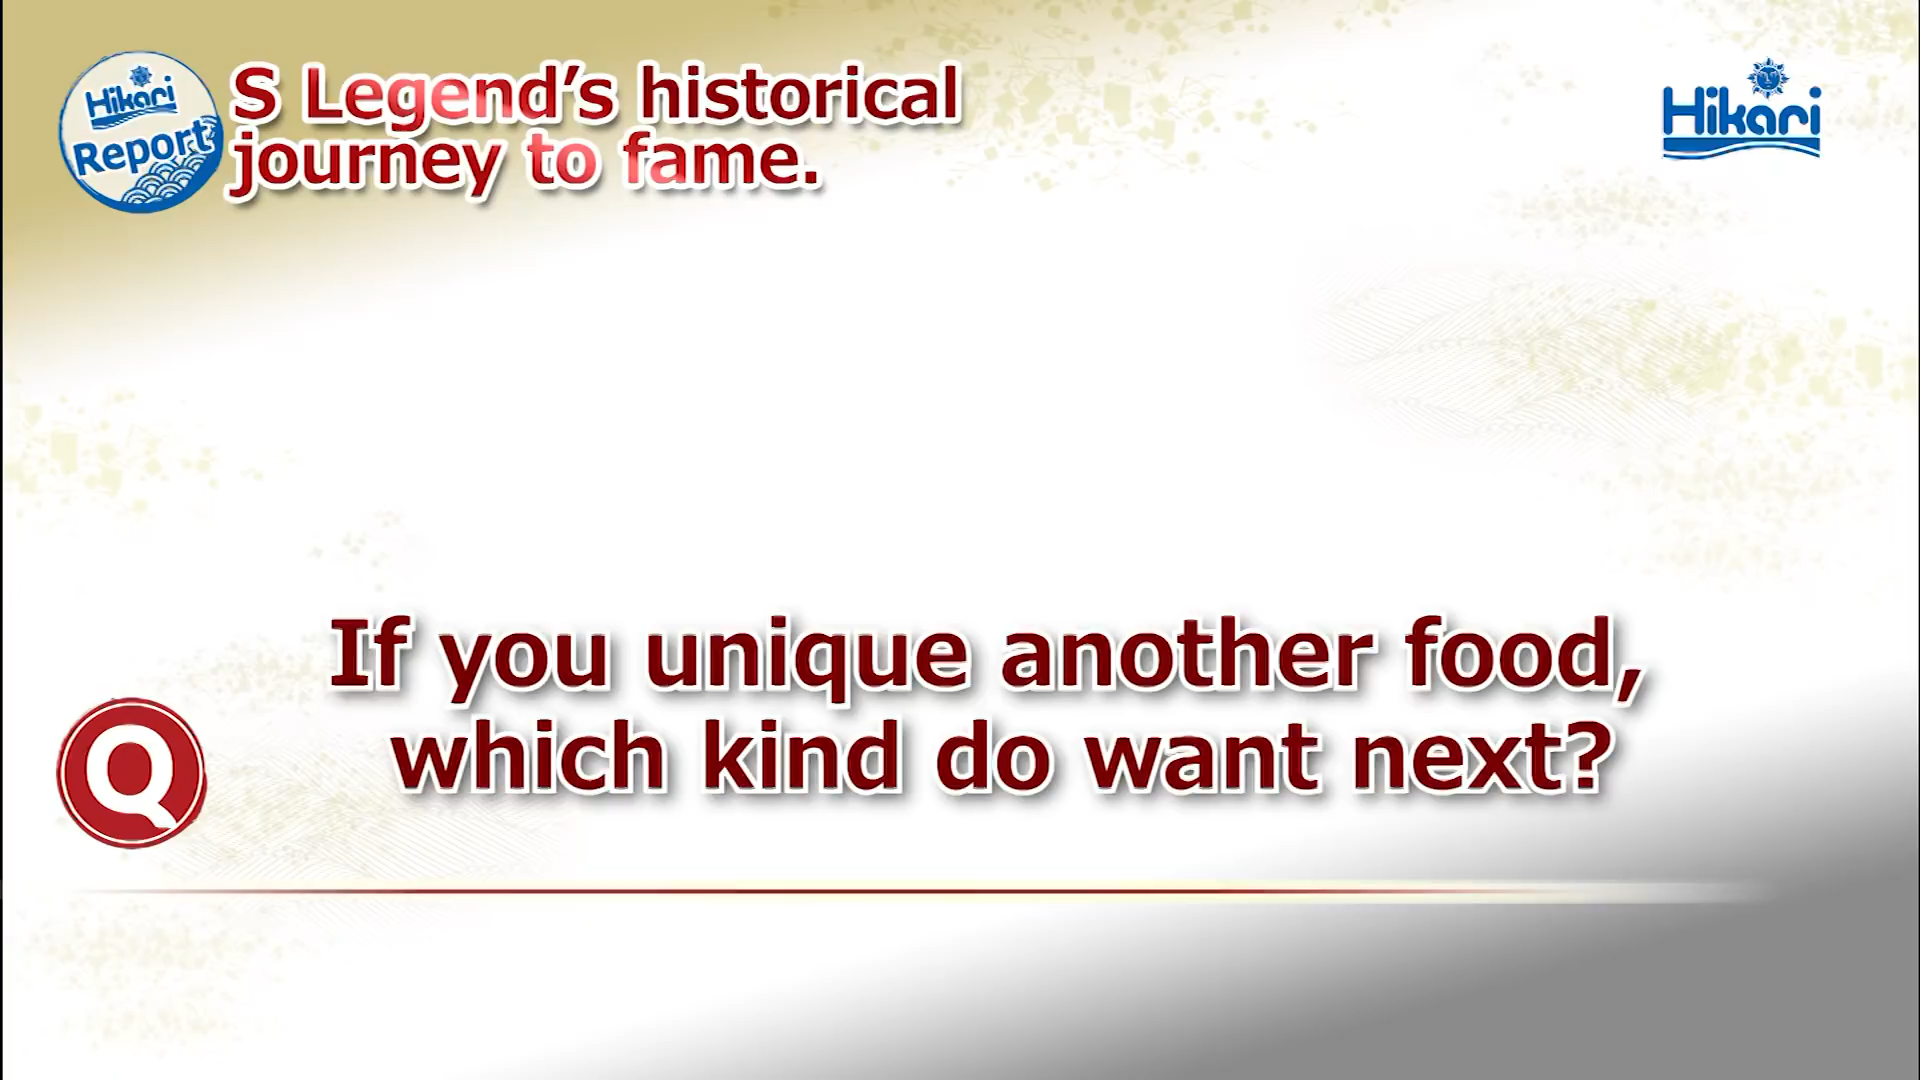 Hikari
Report
S Legend’s historical
journey to fame.
Hikari
If you unique another food,
which kind do want next?
Q